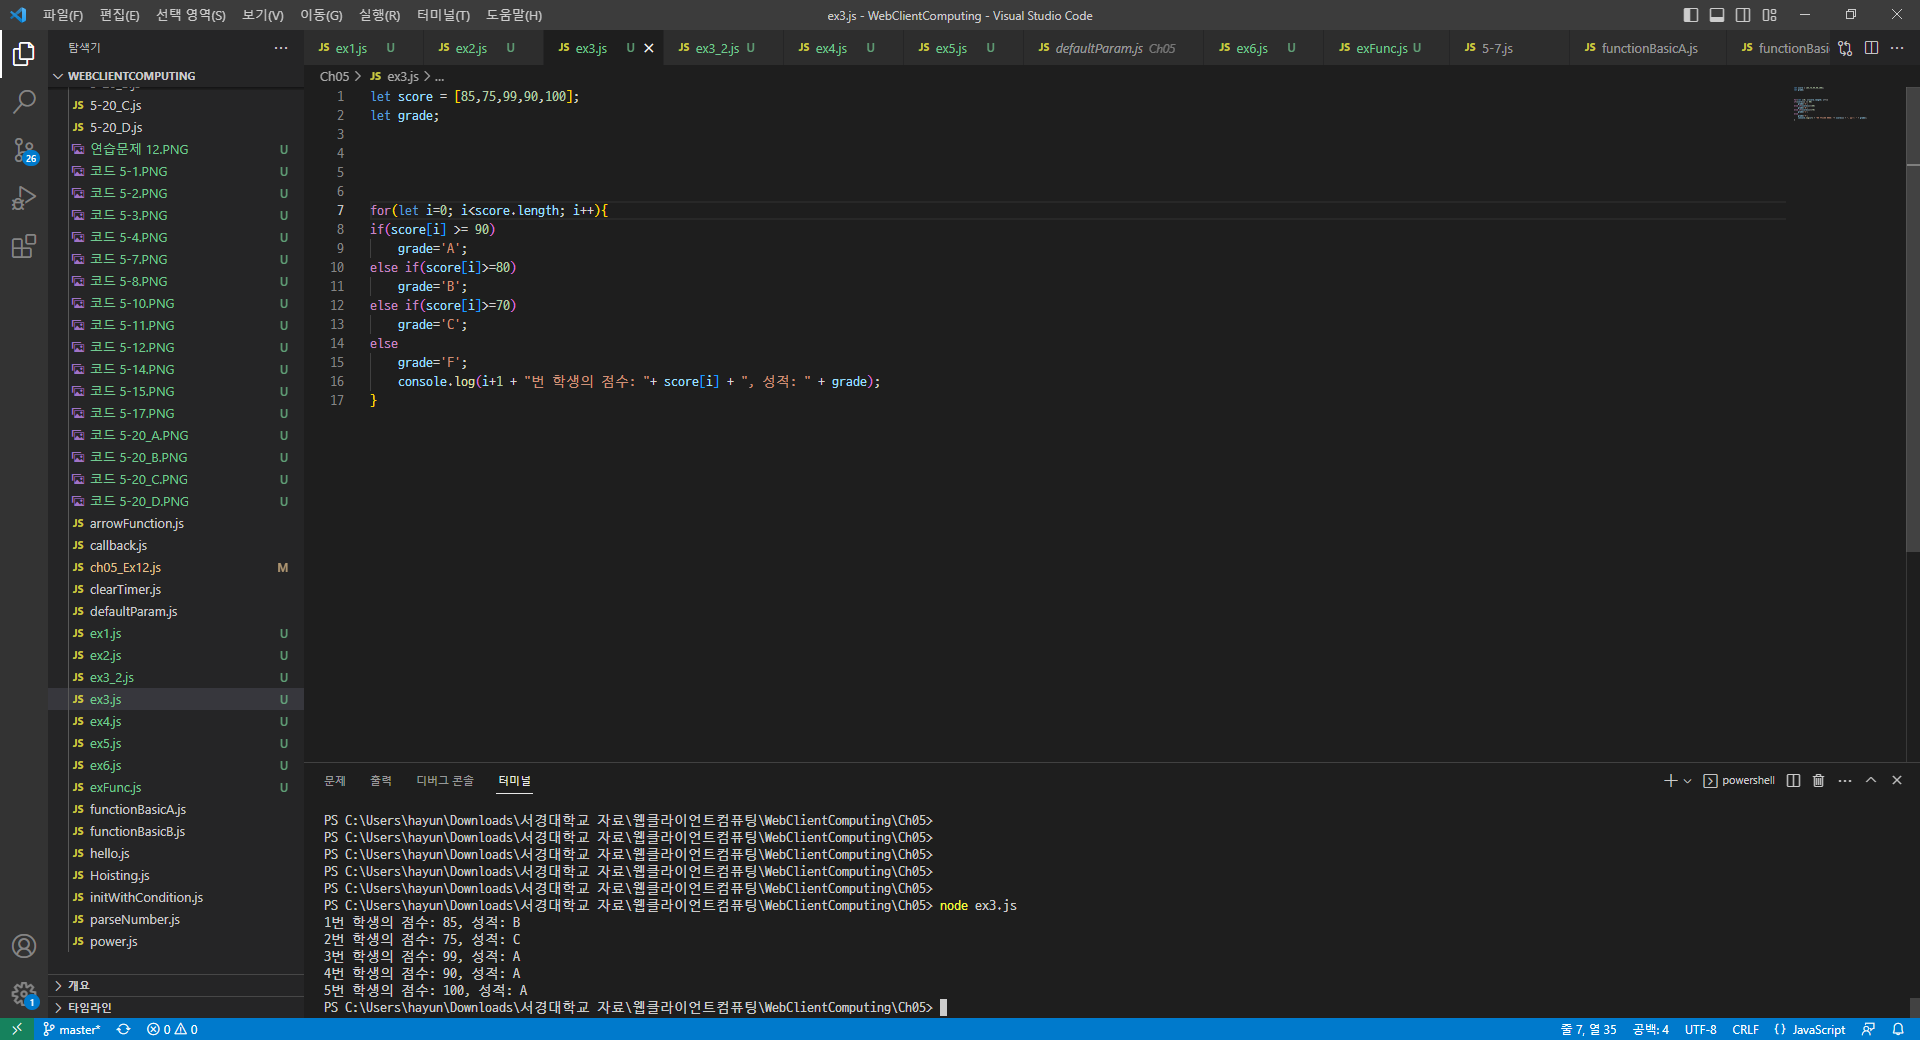 파일(F) 편집(E) 선택 영역(S) 보기(V) 이동(G) 실행(R) 터미널(T) 도움말(H) ex3.js - WebClientComputing - Visual Studio Code
탐색기 ...
JS ex1.js U JS ex2.js U JS ex3.js U JS ex3_2.js U JS ex4.js U JS ex5.js U JS defaultParam.js Ch05 JS ex6.js U JS exFunc.js U JS 5-7.js JS functionBasicA.js JS functionBasi ...
WEBCLIENTCOMPUTING
JS 5-20_C.js
JS 5-20_D.js
연습문제 12.PNG U
코드 5-1.PNG U
코드 5-2.PNG U
코드 5-3.PNG U
코드 5-4.PNG U
코드 5-7.PNG U
코드 5-8.PNG U
코드 5-10.PNG U
코드 5-11.PNG U
코드 5-12.PNG U
코드 5-14.PNG U
코드 5-15.PNG U
코드 5-17.PNG U
코드 5-20_A.PNG U
코드 5-20_B.PNG U
코드 5-20_C.PNG U
코드 5-20_D.PNG U
JS arrowFunction.js
JS callback.js
JS ch05_Ex12.js M
JS clearTimer.js
JS defaultParam.js
JS ex1.js U
JS ex2.js U
JS ex3_2.js U
JS ex3.js U
JS ex4.js U
JS ex5.js U
JS ex6.js U
JS exFunc.js U
JS functionBasicA.js
JS functionBasicB.js
JS hello.js
JS Hoisting.js
JS initWithCondition.js
JS parseNumber.js
JS power.js
개요
타임라인
26
1
Ch05 > JS ex3.js > ...
1 let score = [85,75,99,90,100];
2 let grade;
3
4
5
6
7 for(let i=0; i<score.length; i++){
8 if(score[i] >= 90)
9 grade='A';
10 else if(score[i]>=80)
11 grade='B';
12 else if(score[i]>=70)
13 grade='C';
14 else
15 grade='F';
16 console.log(i+1 + "번 학생의 점수: "+ score[i] + ", 성적: " + grade);
17 }
문제 출력 디버그 콘솔 터미널 powershell ...
PS C:\Users\hayun\Downloads\서경대학교 자료\웹클라이언트컴퓨팅\WebClientComputing\Ch05>
PS C:\Users\hayun\Downloads\서경대학교 자료\웹클라이언트컴퓨팅\WebClientComputing\Ch05>
PS C:\Users\hayun\Downloads\서경대학교 자료\웹클라이언트컴퓨팅\WebClientComputing\Ch05>
PS C:\Users\hayun\Downloads\서경대학교 자료\웹클라이언트컴퓨팅\WebClientComputing\Ch05>
PS C:\Users\hayun\Downloads\서경대학교 자료\웹클라이언트컴퓨팅\WebClientComputing\Ch05>
PS C:\Users\hayun\Downloads\서경대학교 자료\웹클라이언트컴퓨팅\WebClientComputing\Ch05> node ex3.js
1번 학생의 점수: 85, 성적: B
2번 학생의 점수: 75, 성적: C
3번 학생의 점수: 99, 성적: A
4번 학생의 점수: 90, 성적: A
5번 학생의 점수: 100, 성적: A
PS C:\Users\hayun\Downloads\서경대학교 자료\웹클라이언트컴퓨팅\WebClientComputing\Ch05>
master* 0 0 줄 7, 열 35 공백: 4 UTF-8 CRLF {} JavaScript